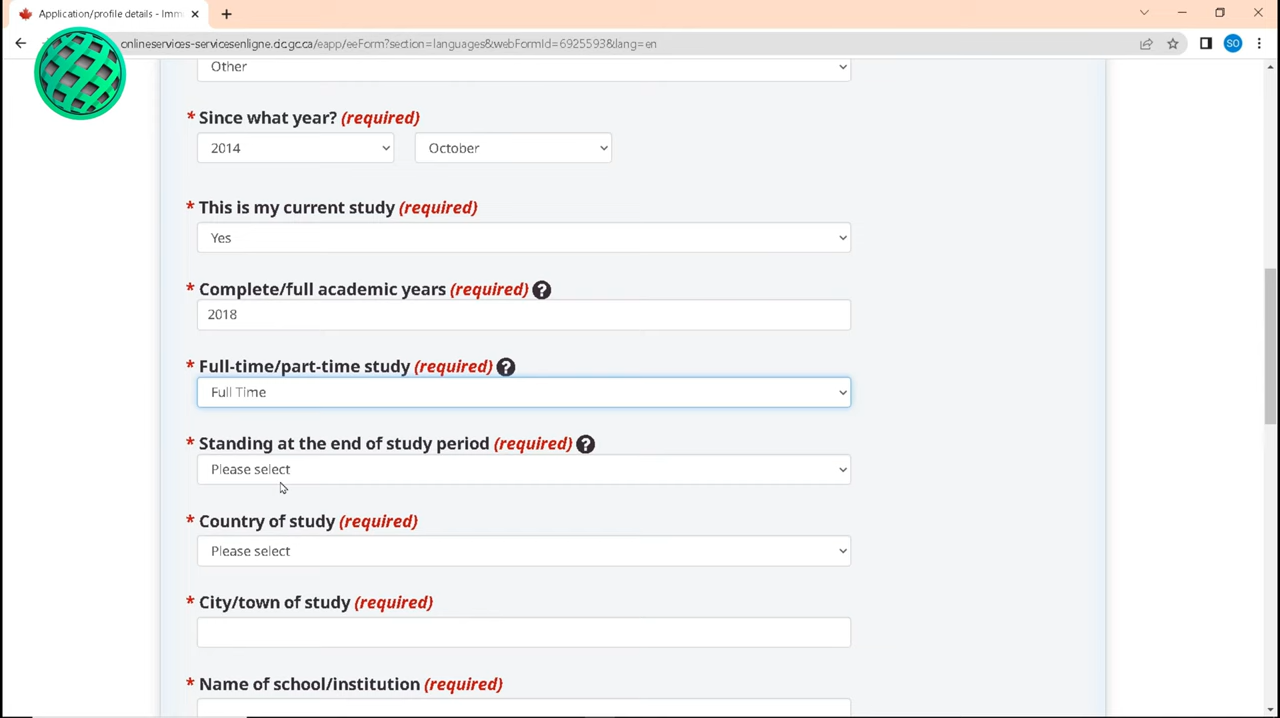 Application/profile details - Imm
onlineservices-servicesenligne.cic.gc.ca/eapp/eeForm?section=languages&webFormId=6925593&lang=en
SO
Other
* Since what year? (required)
2014 October
* This is my current study (required)
Yes
* Complete/full academic years (required) ?
2018
* Full-time/part-time study (required) ?
Full Time
* Standing at the end of study period (required) ?
Please select
* Country of study (required)
Please select
* City/town of study (required)
* Name of school/institution (required)